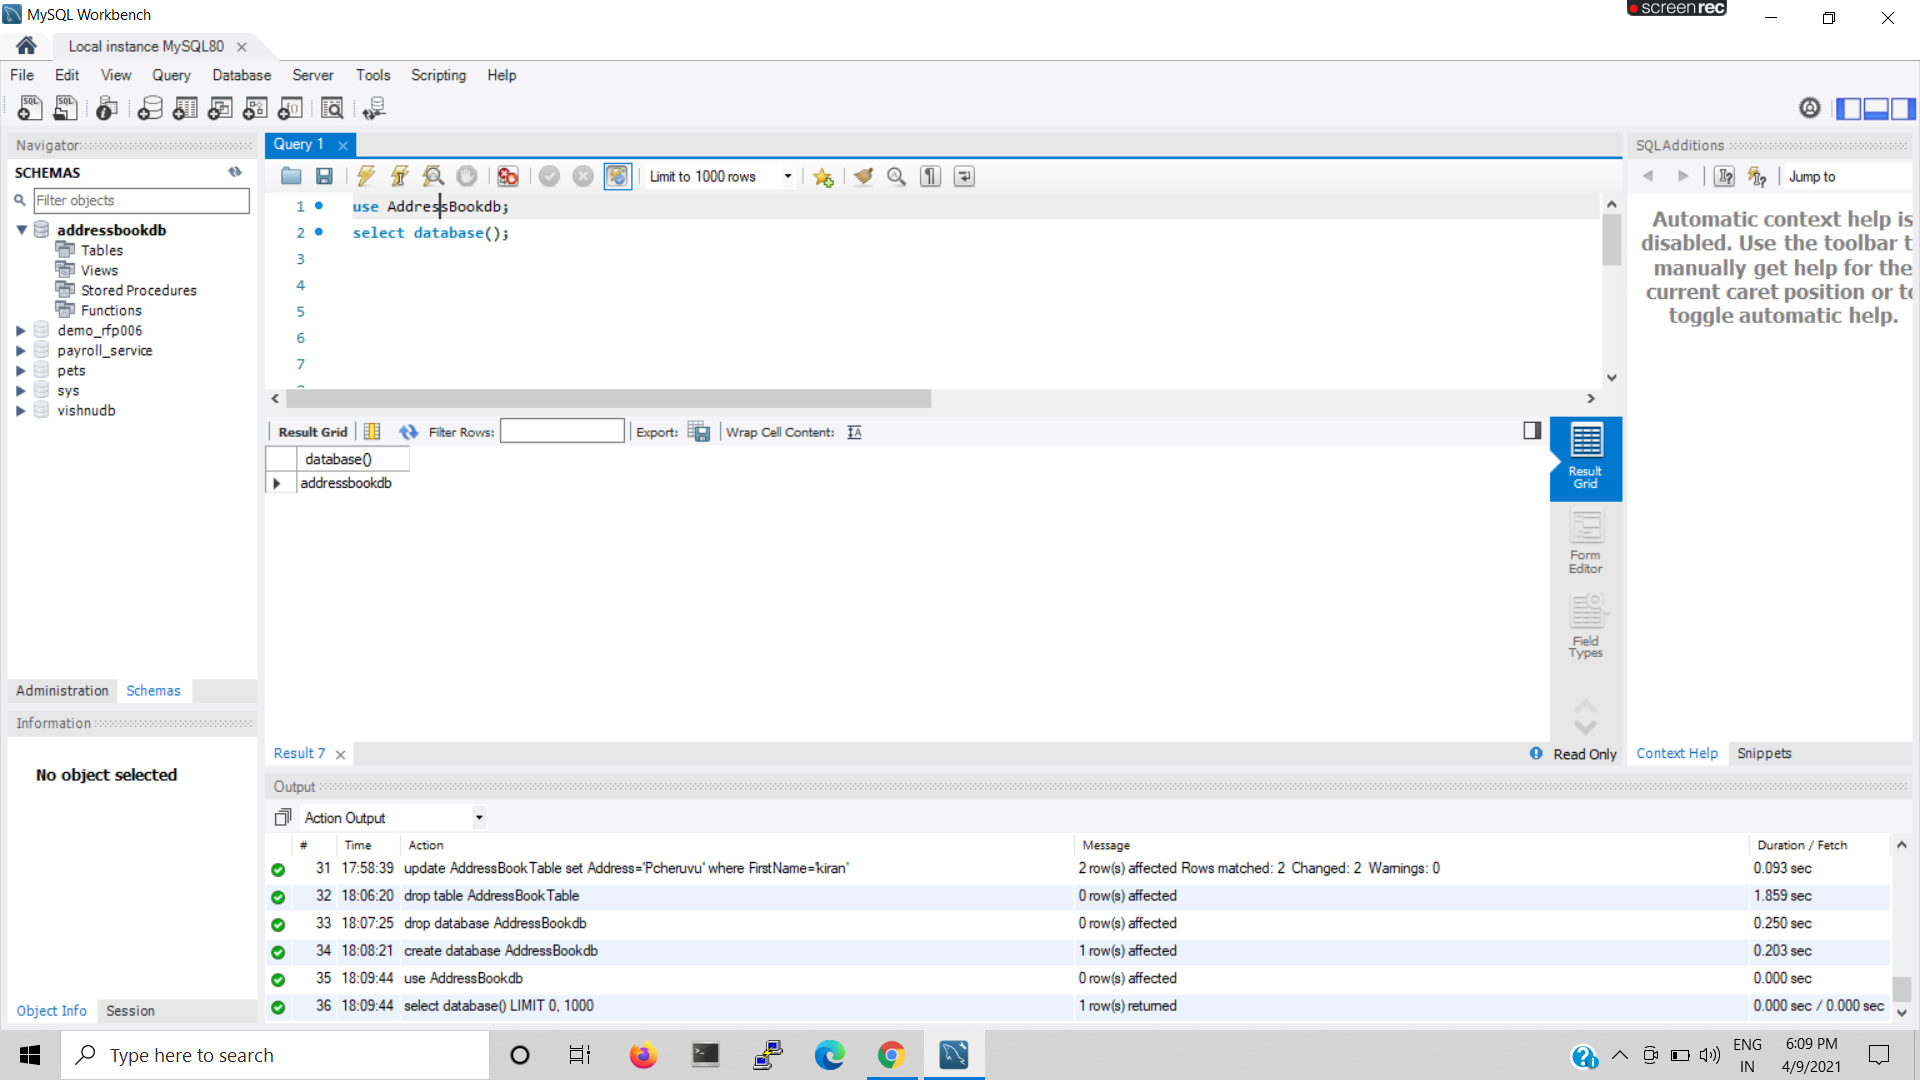 MySQL Workbench
screenrec
Local instance MySQL80
File Edit View Query Database Server Tools Scripting Help
Navigator
SCHEMAS
Filter objects
addressbookdb
Tables
Views
Stored Procedures
Functions
demo_rfp006
payroll_service
pets
sys
vishnudb
Administration Schemas
Information
No object selected
Object Info Session
Query 1
Limit to 1000 rows
1 use AddressBookdb;
2 select database();
3
4
5
6
7
Result Grid Filter Rows: Export: Wrap Cell Content:
database()
addressbookdb
Result Grid
Form Editor
Field Types
Result 7
Read Only
SQLAdditions
Jump to
Automatic context help is
disabled. Use the toolbar t
manually get help for the
current caret position or to
toggle automatic help.
Context Help Snippets
Output
Action Output
# Time Action Message Duration / Fetch
31 17:58:39 update AddressBookTable set Address='Pcheruvu' where FirstName='kiran' 2 row(s) affected Rows matched: 2 Changed: 2 Warnings: 0 0.093 sec
32 18:06:20 drop table AddressBookTable 0 row(s) affected 1.859 sec
33 18:07:25 drop database AddressBookdb 0 row(s) affected 0.250 sec
34 18:08:21 create database AddressBookdb 1 row(s) affected 0.203 sec
35 18:09:44 use AddressBookdb 0 row(s) affected 0.000 sec
36 18:09:44 select database() LIMIT 0, 1000 1 row(s) returned 0.000 sec / 0.000 sec
Type here to search
ENG
IN
6:09 PM
4/9/2021